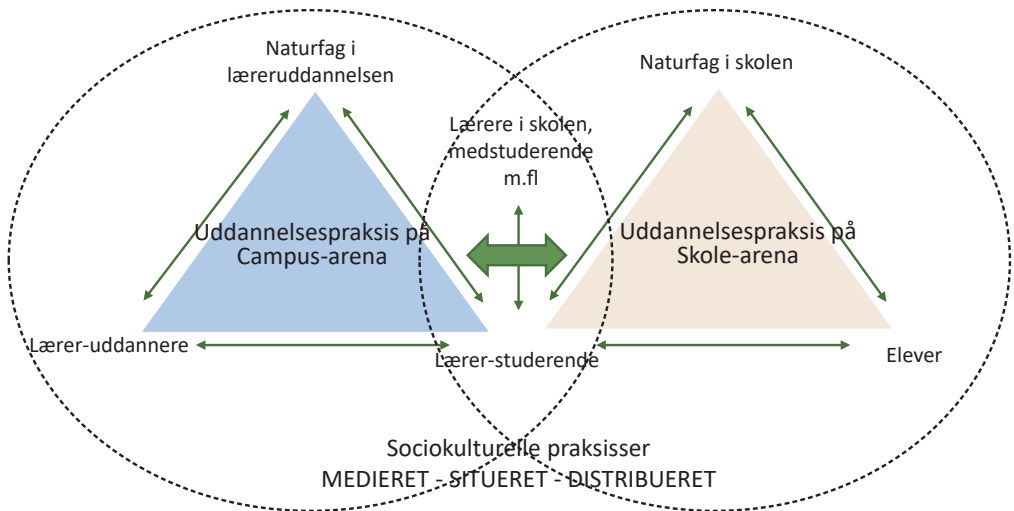 Naturfag i
læreruddannelsen
Naturfag i skolen
Lærere i skolen,
medstuderende
m.fl
Uddannelsespraksis på
Campus-arena
Uddannelsespraksis på
Skole-arena
Lærer-uddannere
Lærer-studerende
Elever
Sociokulturelle praksisser
MEDIERET - SITUERET - DISTRIBUERET